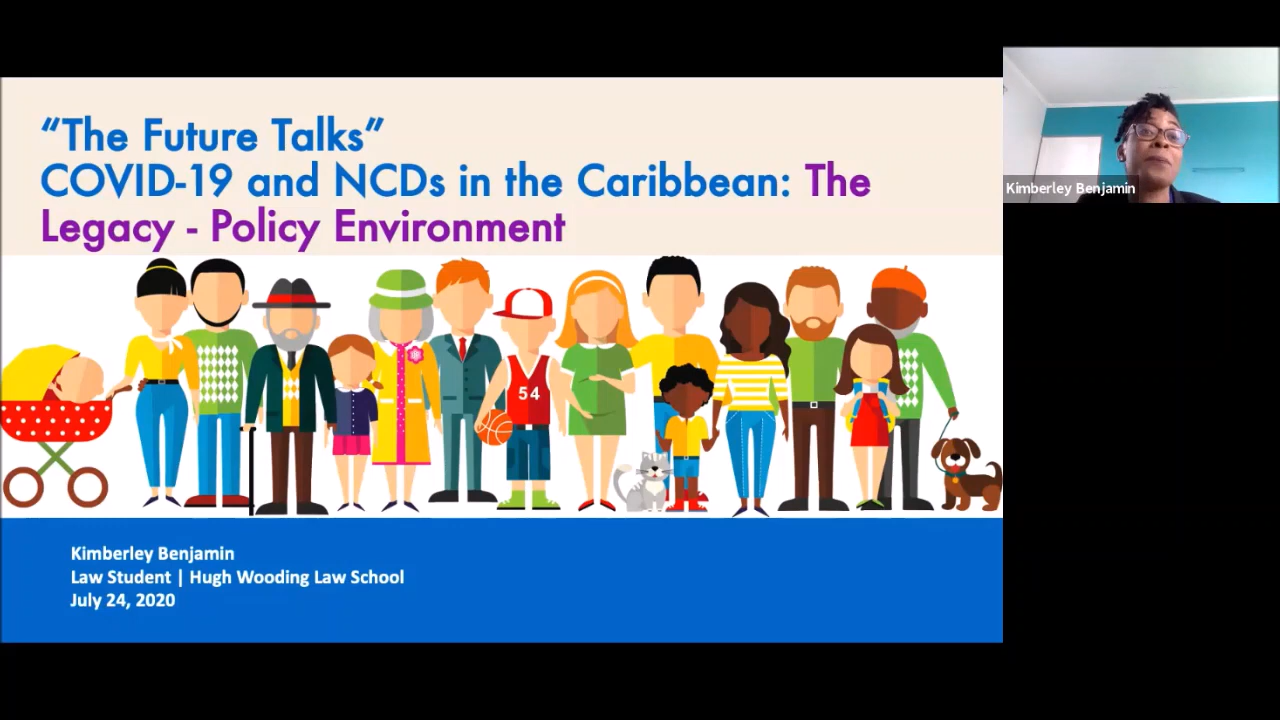 “The Future Talks”
COVID-19 and NCDs in the Caribbean: The
Legacy - Policy Environment
54
Kimberley Benjamin
Law Student | Hugh Wooding Law School
July 24, 2020
Kimberley Benjamin